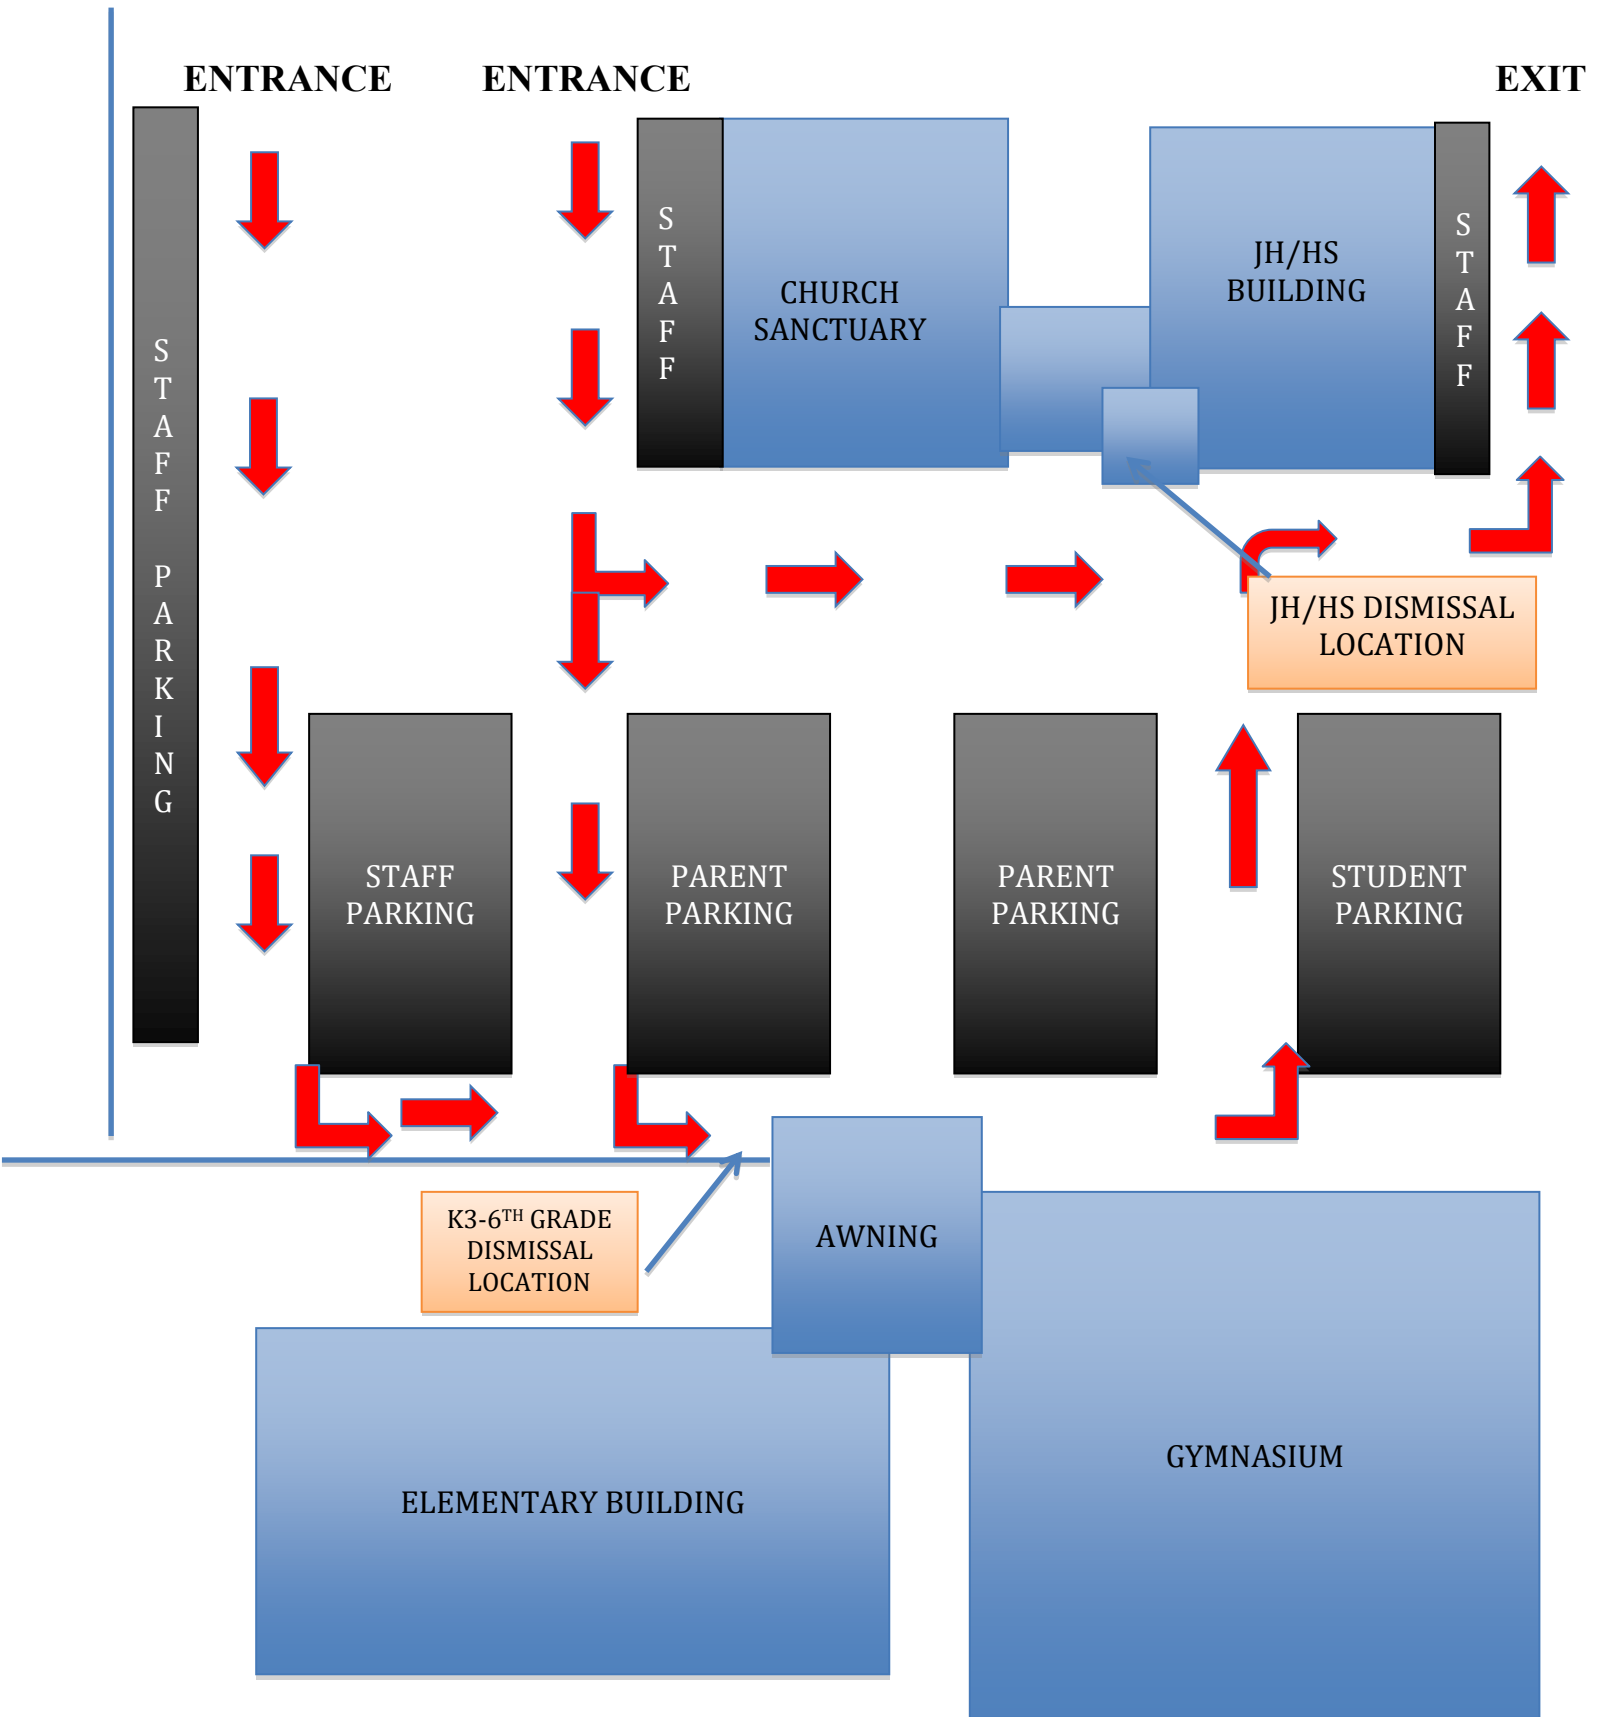 ENTRANCE
ENTRANCE
EXIT
STAFF PARKING
STAFF
CHURCH
SANCTUARY
JH/HS
BUILDING
STAFF
JH/HS DISMISSAL
LOCATION
STAFF
PARKING
PARENT
PARKING
PARENT
PARKING
STUDENT
PARKING
K3-6TH GRADE
DISMISSAL
LOCATION
AWNING
ELEMENTARY BUILDING
GYMNASIUM